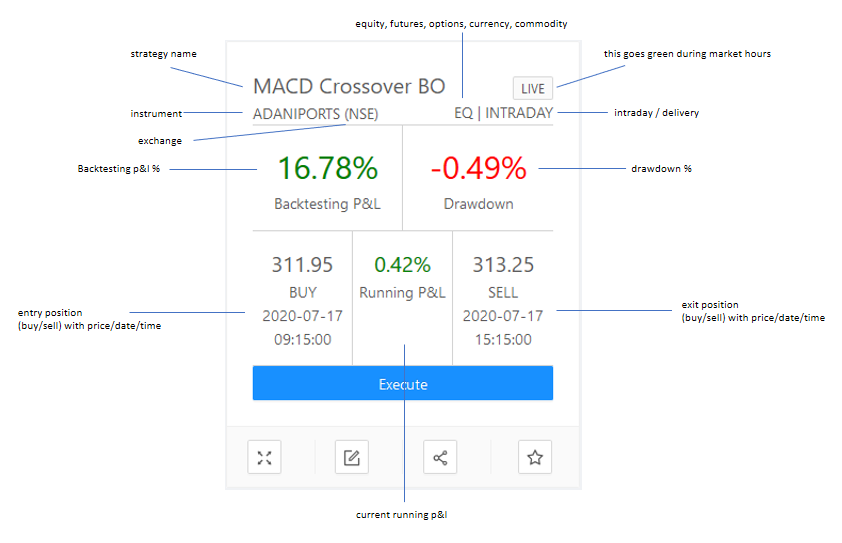 equity, futures, options, currency, commodity
strategy name
this goes green during market hours
MACD Crossover BO
LIVE
instrument
ADANIPORTS (NSE)
EQ | INTRADAY
intraday / delivery
exchange
Backtesting p&l %
16.78%
-0.49%
drawdown %
Backtesting P&L
Drawdown
311.95
0.42%
313.25
BUY
Running P&L
SELL
entry position
(buy/sell) with price/date/time
2020-07-17
2020-07-17
exit position
(buy/sell) with price/date/time
09:15:00
15:15:00
Execute
current running p&l